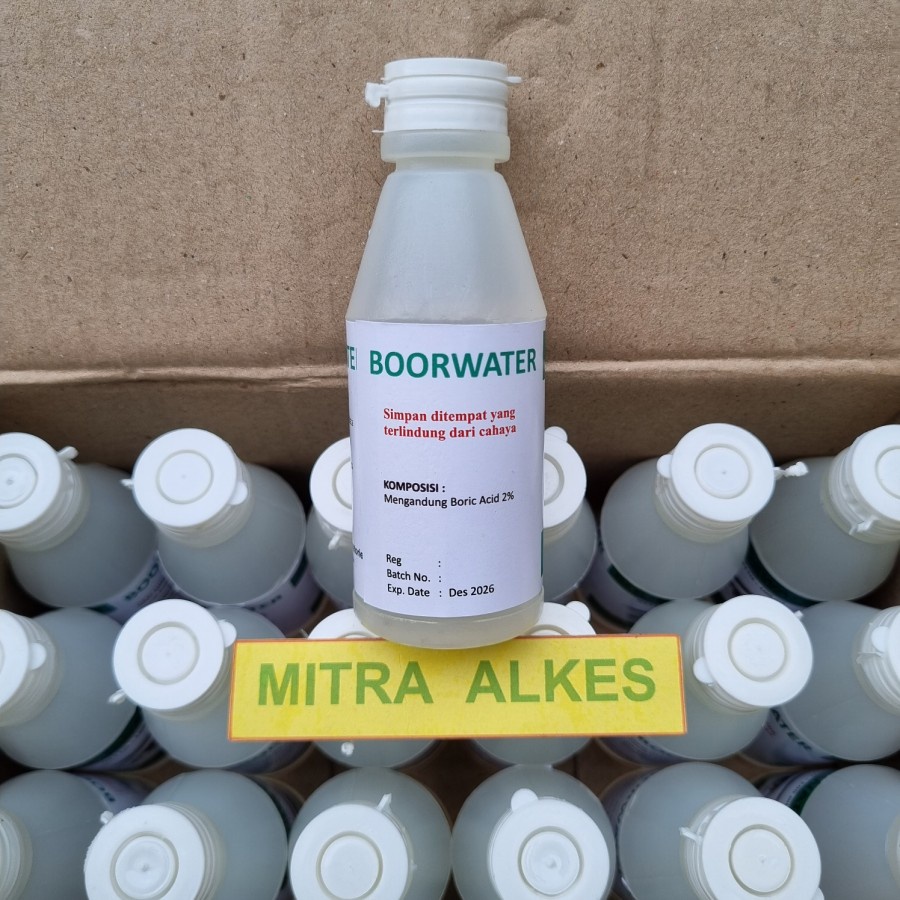 BOORWATER
Simpan ditempat yang
terlindung dari cahaya
KOMPOSISI :
Mengandung Boric Acid 2%
Reg :
Batch No. :
Exp. Date : Des 2026
MITRA ALKES